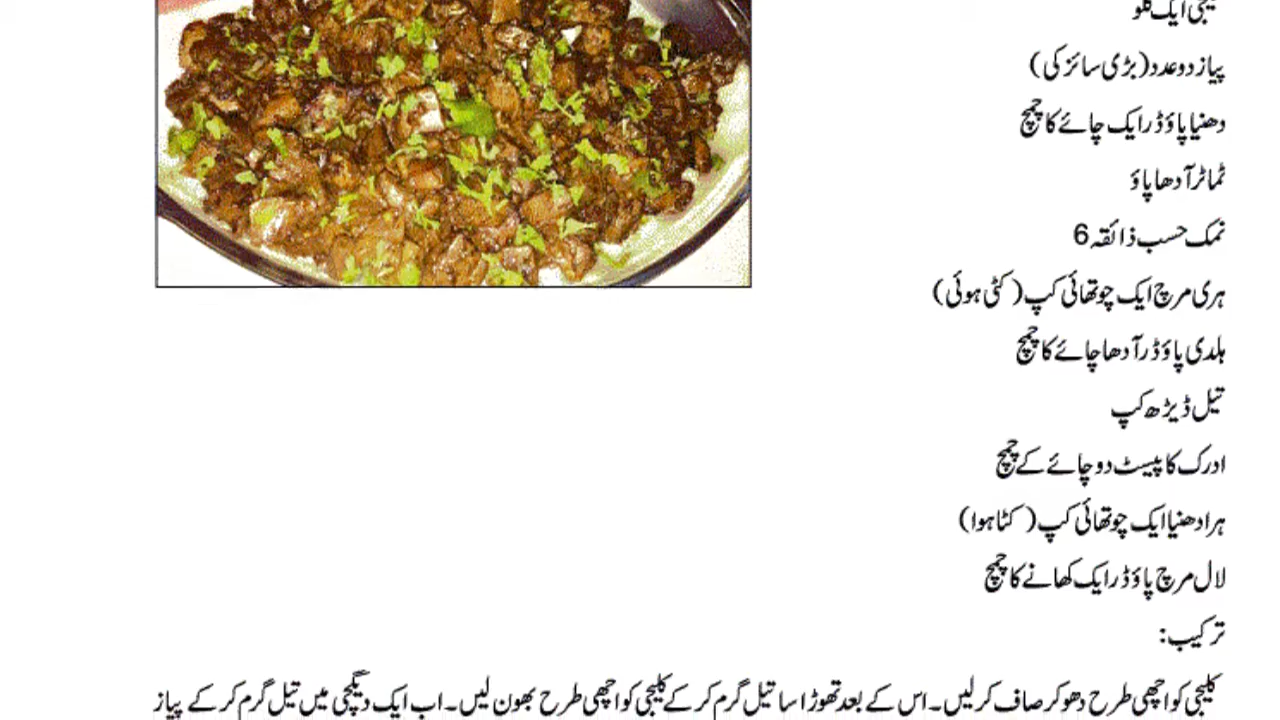 کلیجی ایک کلو
پیاز دو عدد (بڑی سائز کی)
دھنیا پاؤڈر ایک چائے کا چمچ
ٹماٹر آدھا پاؤ
نمک حسب ذائقہ 6
ہری مرچ ایک چوتھائی کپ (کٹی ہوئی)
ہلدی پاؤڈر آدھا چائے کا چمچ
تیل ڈیڑھ کپ
ادرک کا پیسٹ دو چائے کے چمچ
ہرا دھنیا ایک چوتھائی کپ (کٹا ہوا)
لال مرچ پاؤڈر ایک کھانے کا چمچ
ترکیب:
کلیجی کو اچھی طرح دھو کر صاف کر لیں۔ اس کے بعد تھوڑا سا تیل گرم کر کے کلیجی کو اچھی طرح بھون لیں۔ اب ایک دیگچی میں تیل گرم کر کے پیاز